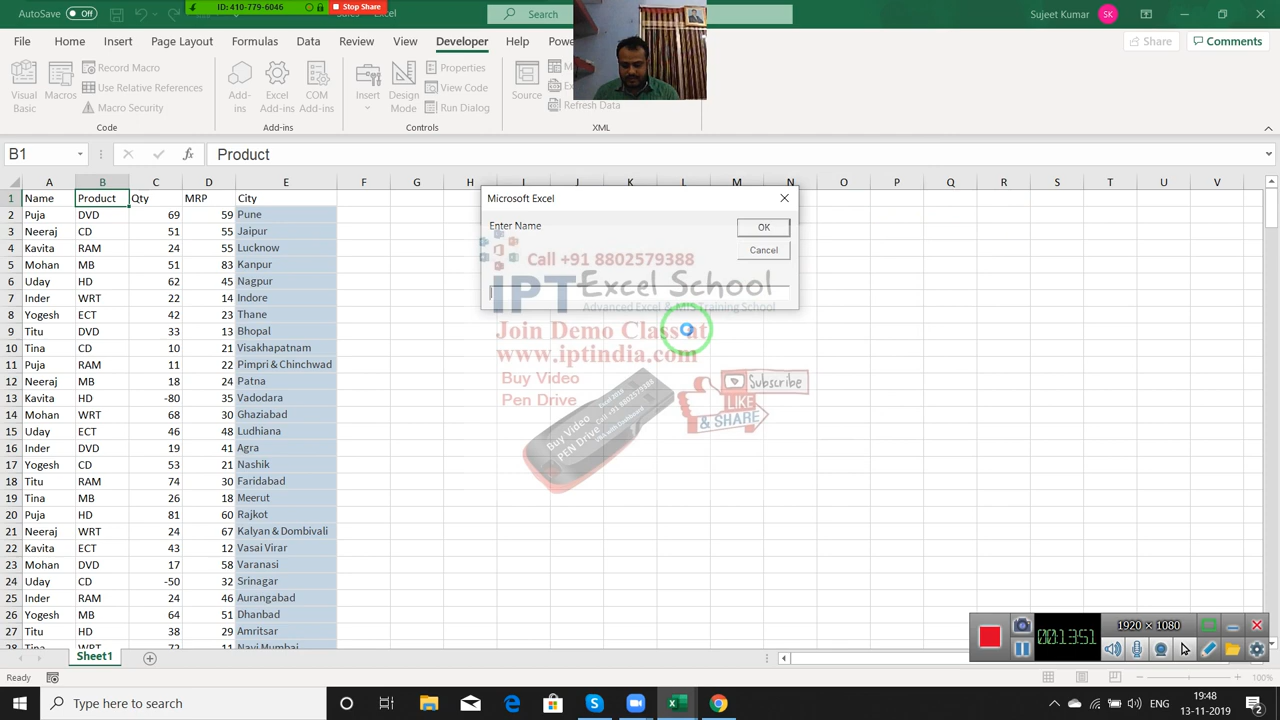 AutoSave Off
ID: 410-779-6046
Stop Share
Search
Sujeet Kumar SK
File Home Insert Page Layout Formulas Data Review View Developer Help
Share Comments
Visual Basic
Macros
Record Macro
Use Relative References
Macro Security
Add-ins
Excel Add-ins
COM Add-ins
Insert
Design Mode
Properties
View Code
Run Dialog
Source
Refresh Data
Code Add-ins Controls XML
B1 fx Product
A B C D E F G H I J K L M N O P Q R S T U V
1 Name Product Qty MRP City
2 Puja DVD 69 59 Pune
3 Neeraj CD 51 55 Jaipur
4 Kavita RAM 24 55 Lucknow
5 Mohan MB 51 83 Kanpur
6 Uday HD 62 45 Nagpur
7 Inder WRT 22 14 Indore
8 Yogesh ECT 42 23 Thane
9 Titu DVD 33 13 Bhopal
10 Tina CD 10 21 Visakhapatnam
11 Puja RAM 11 22 Pimpri & Chinchwad
12 Neeraj MB 18 24 Patna
13 Kavita HD -80 35 Vadodara
14 Mohan WRT 68 30 Ghaziabad
15 Uday ECT 46 48 Ludhiana
16 Inder DVD 19 41 Agra
17 Yogesh CD 53 21 Nashik
18 Titu RAM 74 30 Faridabad
19 Tina MB 26 18 Meerut
20 Puja HD 81 60 Rajkot
21 Neeraj WRT 24 67 Kalyan & Dombivali
22 Kavita ECT 43 12 Vasai Virar
23 Mohan DVD 17 58 Varanasi
24 Uday CD -50 32 Srinagar
25 Inder RAM 24 46 Aurangabad
26 Yogesh MB 64 51 Dhanbad
27 Titu HD 38 29 Amritsar
28 Tina WRT 72 11 Navi Mumbai
Microsoft Excel
Enter Name
OK
Cancel
Call +91 8802579388
IPT Excel School
Advanced Excel & MIS Training School
Join Demo Class at
www.iptindia.com
Buy Video
Pen Drive
Buy Video
PEN Drive
Call +91 8802579388
Subscribe
LIKE
& SHARE
00:13:51
1920 × 1080
Sheet1
Ready
100%
Type here to search
ENG
19:48
13-11-2019
2